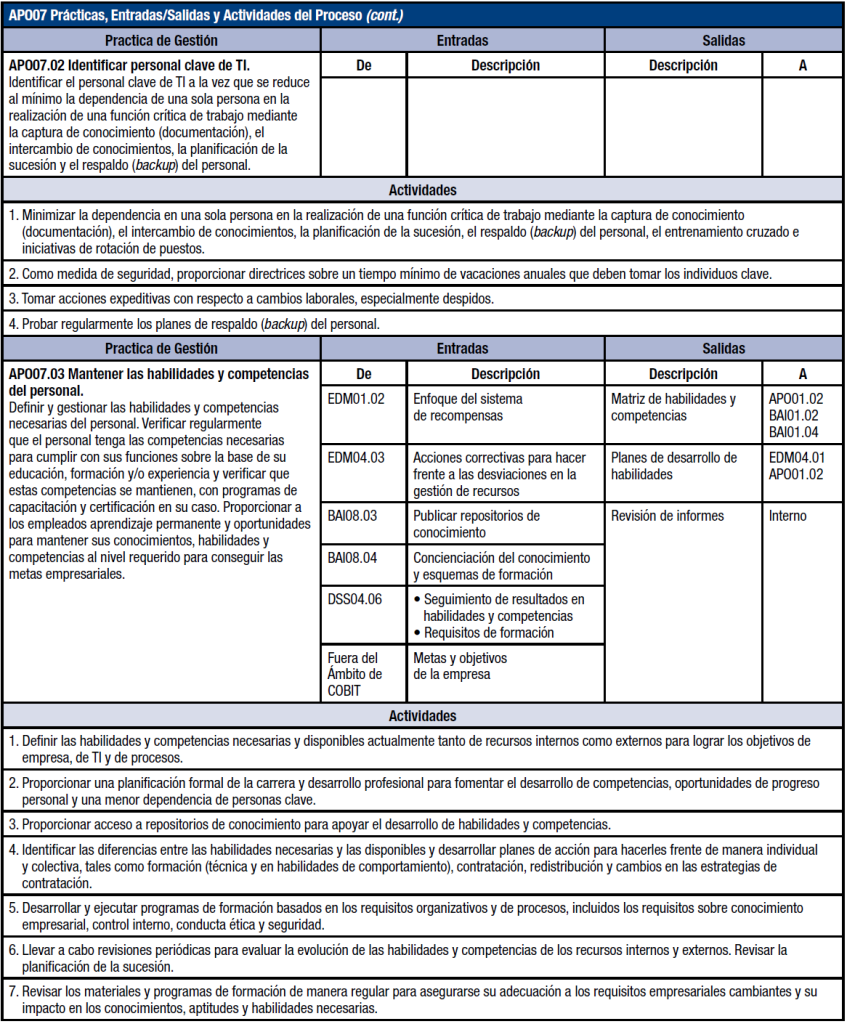 APO07 Prácticas, Entradas/Salidas y Actividades del Proceso (cont.)
Practica de Gestión
Entradas
Salidas
APO07.02 Identificar personal clave de TI.
Identificar el personal clave de TI a la vez que se reduce
al mínimo la dependencia de una sola persona en la
realización de una función crítica de trabajo mediante
la captura de conocimiento (documentación), el
intercambio de conocimientos, la planificación de la
sucesión y el respaldo (backup) del personal.
De
Descripción
Descripción
A
Actividades
1. Minimizar la dependencia en una sola persona en la realización de una función crítica de trabajo mediante la captura de conocimiento
(documentación), el intercambio de conocimientos, la planificación de la sucesión, el respaldo (backup) del personal, el entrenamiento cruzado e
iniciativas de rotación de puestos.
2. Como medida de seguridad, proporcionar directrices sobre un tiempo mínimo de vacaciones anuales que deben tomar los individuos clave.
3. Tomar acciones expeditivas con respecto a cambios laborales, especialmente despidos.
4. Probar regularmente los planes de respaldo (backup) del personal.
Practica de Gestión
Entradas
Salidas
APO07.03 Mantener las habilidades y competencias
del personal.
Definir y gestionar las habilidades y competencias
necesarias del personal. Verificar regularmente
que el personal tenga las competencias necesarias
para cumplir con sus funciones sobre la base de su
educación, formación y/o experiencia y verificar que
estas competencias se mantienen, con programas de
capacitación y certificación en su caso. Proporcionar a
los empleados aprendizaje permanente y oportunidades
para mantener sus conocimientos, habilidades y
competencias al nivel requerido para conseguir las
metas empresariales.
De
Descripción
Descripción
A
EDM01.02
Enfoque del sistema
de recompensas
Matriz de habilidades y
competencias
APO01.02
BAI01.02
BAI01.04
EDM04.03
Acciones correctivas para hacer
frente a las desviaciones en la
gestión de recursos
Planes de desarrollo de
habilidades
EDM04.01
APO01.02
BAI08.03
Publicar repositorios de
conocimiento
Revisión de informes
Interno
BAI08.04
Concienciación del conocimiento
y esquemas de formación
DSS04.06
• Seguimiento de resultados en
habilidades y competencias
• Requisitos de formación
Fuera del
Ámbito de
COBIT
Metas y objetivos
de la empresa
Actividades
1. Definir las habilidades y competencias necesarias y disponibles actualmente tanto de recursos internos como externos para lograr los objetivos de
empresa, de TI y de procesos.
2. Proporcionar una planificación formal de la carrera y desarrollo profesional para fomentar el desarrollo de competencias, oportunidades de progreso
personal y una menor dependencia de personas clave.
3. Proporcionar acceso a repositorios de conocimiento para apoyar el desarrollo de habilidades y competencias.
4. Identificar las diferencias entre las habilidades necesarias y las disponibles y desarrollar planes de acción para hacerles frente de manera individual
y colectiva, tales como formación (técnica y en habilidades de comportamiento), contratación, redistribución y cambios en las estrategias de
contratación.
5. Desarrollar y ejecutar programas de formación basados en los requisitos organizativos y de procesos, incluidos los requisitos sobre conocimiento
empresarial, control interno, conducta ética y seguridad.
6. Llevar a cabo revisiones periódicas para evaluar la evolución de las habilidades y competencias de los recursos internos y externos. Revisar la
planificación de la sucesión.
7. Revisar los materiales y programas de formación de manera regular para asegurarse su adecuación a los requisitos empresariales cambiantes y su
impacto en los conocimientos, aptitudes y habilidades necesarias.